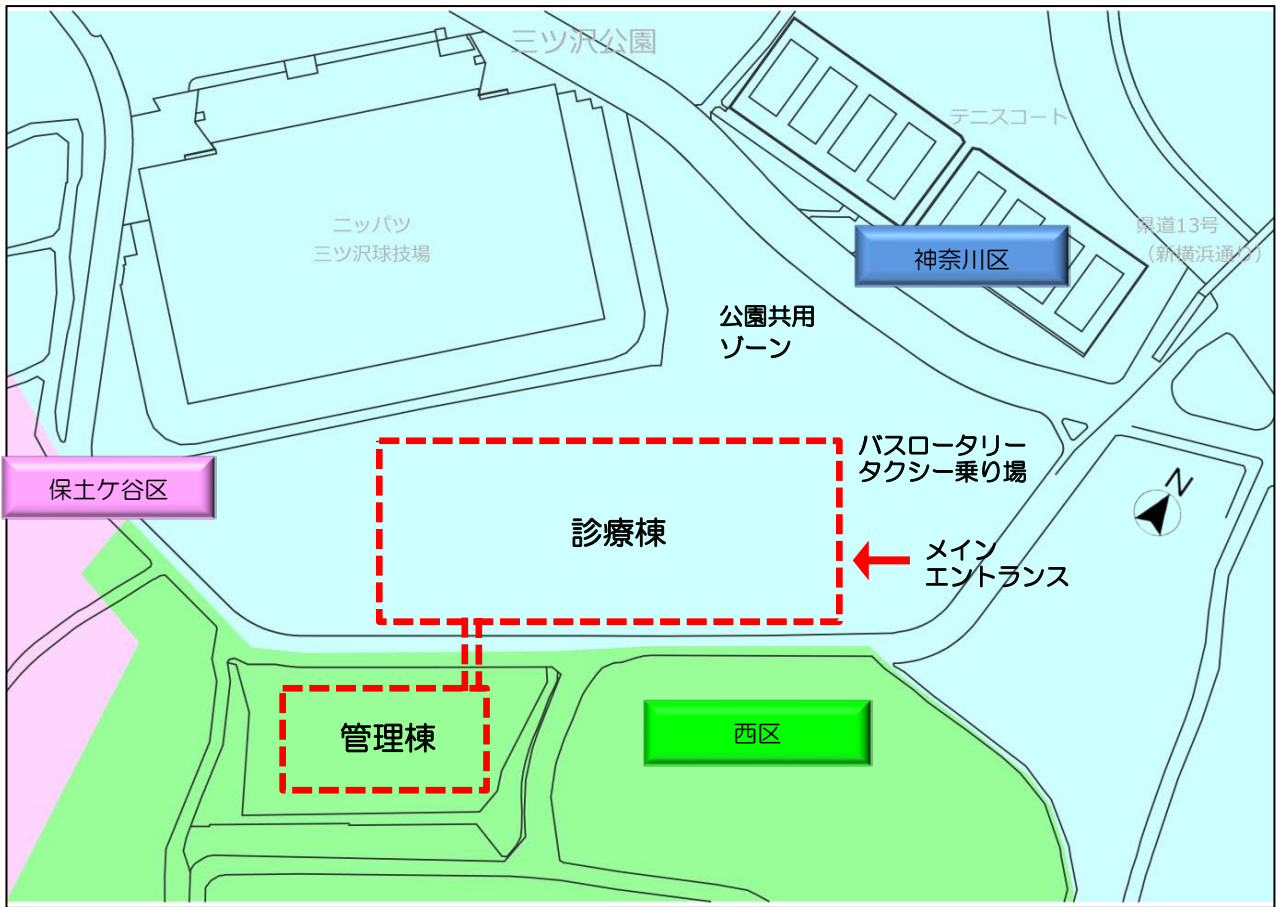 三ツ沢公園
テニスコート
ニッパツ
三ツ沢球技場
県道13号
（新横浜通り）
神奈川区
公園共用
ゾーン
バスロータリー
タクシー乗り場
保土ケ谷区
N
診療棟
メイン
エントランス
管理棟
西区